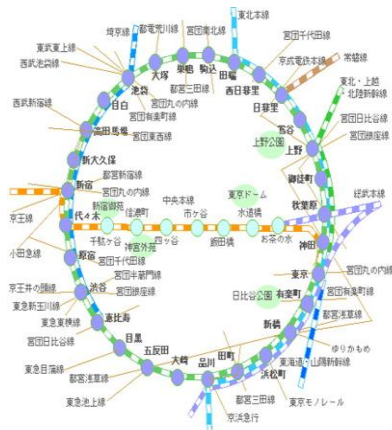 東北本線
埼京線
都電荒川線
営団南北線
営団千代田線
東武東上線
西武池袋線
大塚
巣鴨
駒込
田端
京成電鉄本線
常磐線
池袋
都営三田線
西日暮里
営団丸の内線
日暮里
東北・上越
北陸新幹線
目白
営団有楽町線
西武新宿線
営団日比谷線
高田馬場
営団東西線
営団銀座線
上野公園
上野
新大久保
御徒町
都営新宿線
新宿
営団丸の内線
東京ドーム
総武本線
新宿御苑
中央本線
秋葉原
信濃町
市ヶ谷
水道橋
京王線
代々木
千駄ヶ谷
四ッ谷
飯田橋
お茶の水
神田
神宮外苑
小田急線
原宿
営団千代田線
東京
営団丸の内線
営団半蔵門線
京王井の頭線
渋谷
日比谷公園
有楽町
営団有楽町線
営団銀座線
東急新玉川線
都営浅草線
東急東横線
恵比寿
新橋
ゆりかもめ
営団日比谷線
目黒
五反田
東海道・山陽新幹線
東急目蒲線
大崎
品川
田町
浜松町
都営浅草線
都営三田線
東京モノレール
東急池上線
京浜急行